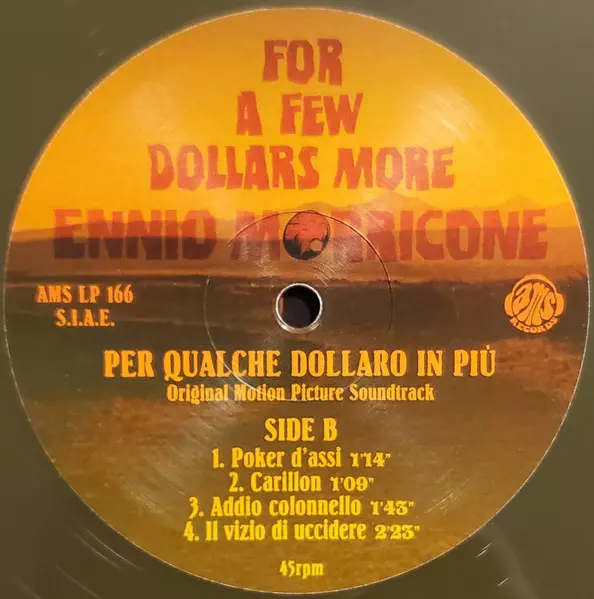 FOR
A FEW
DOLLARS MORE
ENNIO MORRICONE
AMS LP 166
S.I.A.E.
ams
RECORDS
PER QUALCHE DOLLARO IN PIÙ
Original Motion Picture Soundtrack
SIDE B
1. Poker d'assi 1'14"
2. Carillon 1'09"
3. Addio colonnello 1'43"
4. Il vizio di uccidere 2'23"
45rpm